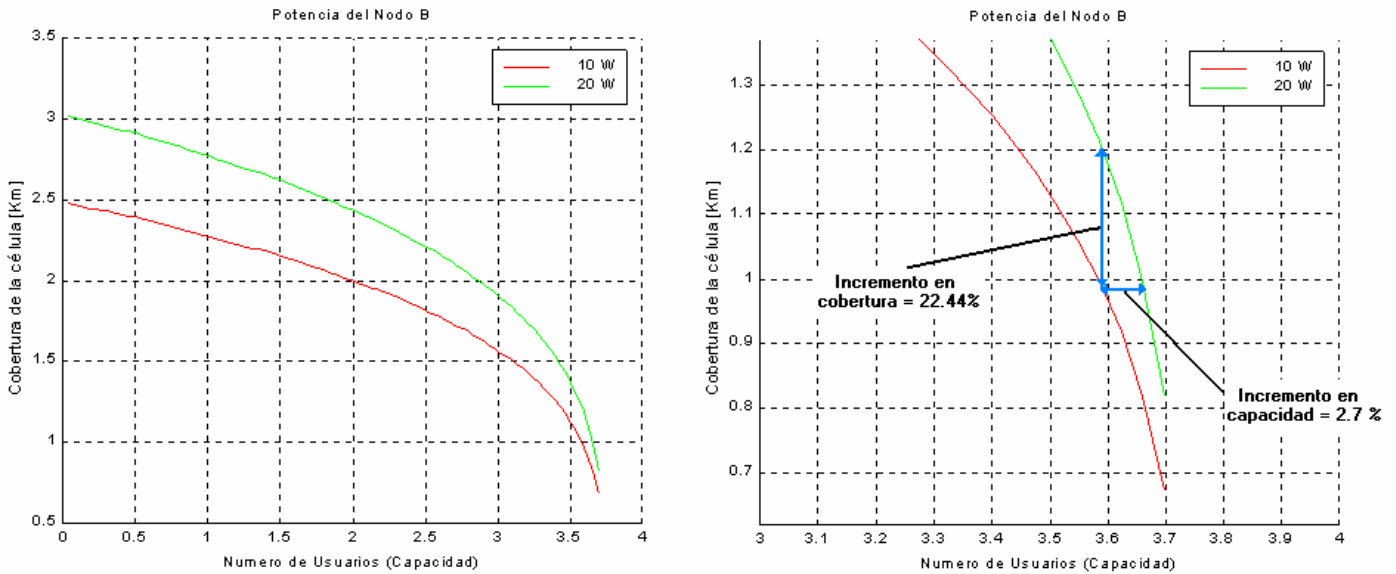 Potencia del Nodo B
10 W
20 W
Cobertura de la célula [Km]
3.5
3
2.5
2
1.5
1
0.5
0
0.5
1
1.5
2
2.5
3
3.5
4
Numero de Usuarios (Capacidad)
Potencia del Nodo B
10 W
20 W
Cobertura de la célula [Km]
1.3
1.2
1.1
1
0.9
0.8
0.7
Incremento en
cobertura = 22.44%
Incremento en
capacidad = 2.7 %
3
3.1
3.2
3.3
3.4
3.5
3.6
3.7
3.8
3.9
4
Numero de Usuarios (Capacidad)